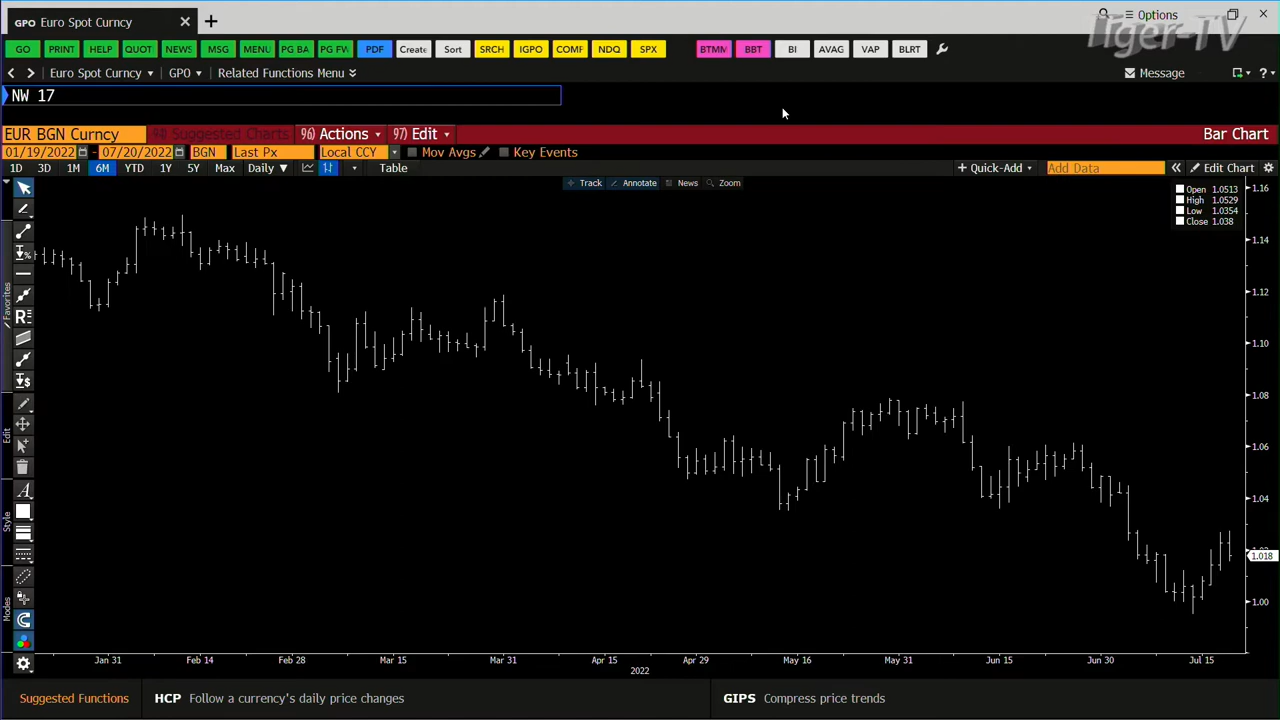 GPO Euro Spot Curncy
Options
Tiger-TV
GO PRINT HELP QUOT NEWS MSG MENU PG BA PG FW PDF Create Sort SRCH IGPO COMF NDQ SPX BTMM BBT BI AVAG VAP BLRT
Euro Spot Curncy GPO Related Functions Menu Message ?
NW 17
EUR BGN Curncy 94) Suggested Charts 96) Actions 97) Edit Bar Chart
01/19/2022 - 07/20/2022 BGN Last Px Local CCY Mov Avgs Key Events
1D 3D 1M 6M YTD 1Y 5Y Max Daily Table + Quick-Add Add Data Edit Chart
Track Annotate News Zoom
Open 1.0513
High 1.0529
Low 1.0354
Close 1.038
1.16
1.14
1.12
1.10
1.08
1.06
1.04
1.018
1.00
Favorites
Edit
Style
Modes
Jan 31 Feb 14 Feb 28 Mar 15 Mar 31 Apr 15 Apr 29 May 16 May 31 Jun 15 Jun 30 Jul 15
2022
Suggested Functions HCP Follow a currency's daily price changes GIPS Compress price trends